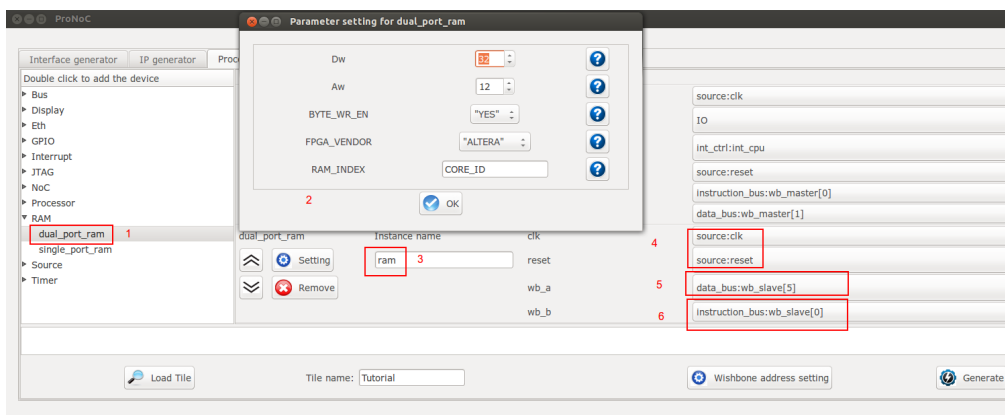 ProNoC
Parameter setting for dual_port_ram
Interface generator
IP generator
Proc
Double click to add the device
Bus
Display
Eth
GPIO
Interrupt
JTAG
NoC
Processor
RAM
dual_port_ram 1
single_port_ram
Source
Timer
Dw 32
Aw 12
BYTE_WR_EN "YES"
FPGA_VENDOR "ALTERA"
RAM_INDEX CORE_ID
2 OK
source:clk
IO
int_ctrl:int_cpu
source:reset
instruction_bus:wb_master[0]
data_bus:wb_master[1]
dual_port_ram Instance name clk 4 source:clk
Setting ram 3 reset source:reset
Remove wb_a 5 data_bus:wb_slave[5]
wb_b 6 instruction_bus:wb_slave[0]
Load Tile Tile name: Tutorial Wishbone address setting Generate